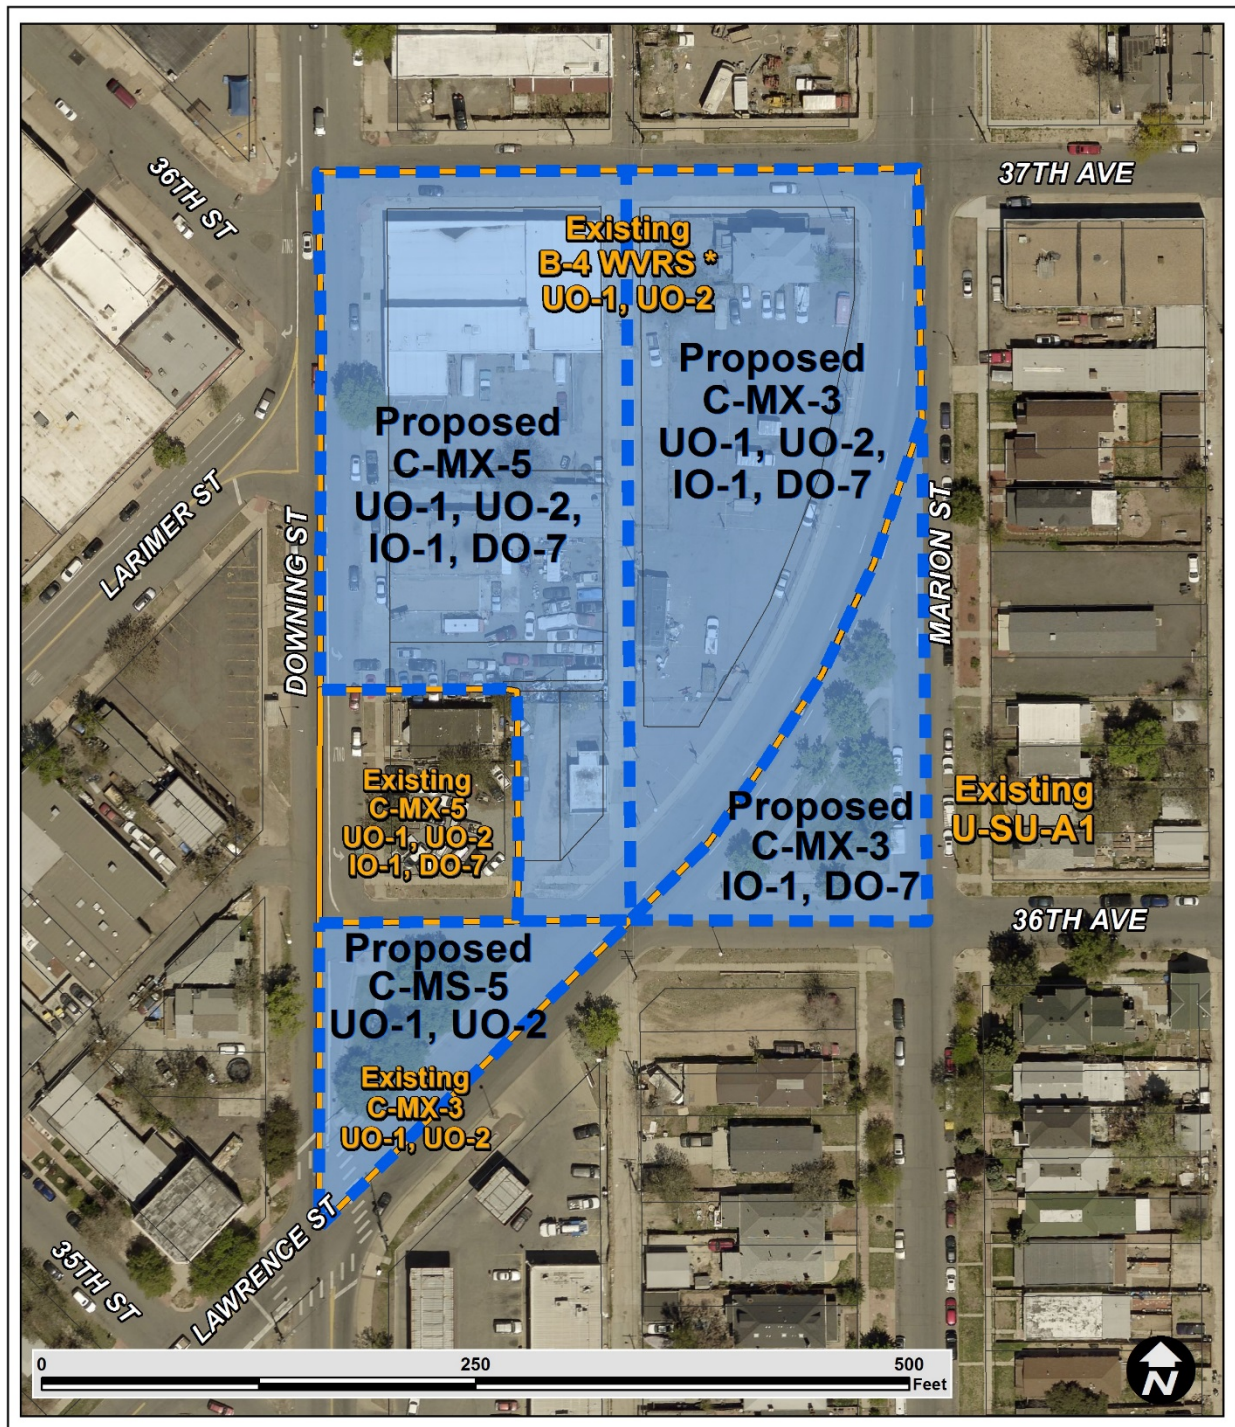 37TH AVE
36TH ST
Existing
B-4 WVRS *
UO-1, UO-2
Proposed
C-MX-3
UO-1, UO-2,
IO-1, DO-7
Proposed
C-MX-5
UO-1, UO-2,
IO-1, DO-7
LARIMER ST
DOWNING ST
MARION ST
Existing
C-MX-5
UO-1, UO-2
IO-1, DO-7
Proposed
C-MX-3
IO-1, DO-7
Existing
U-SU-A1
36TH AVE
Proposed
C-MS-5
UO-1, UO-2
Existing
C-MX-3
UO-1, UO-2
35TH ST
LAWRENCE ST
0 250 500
Feet
N